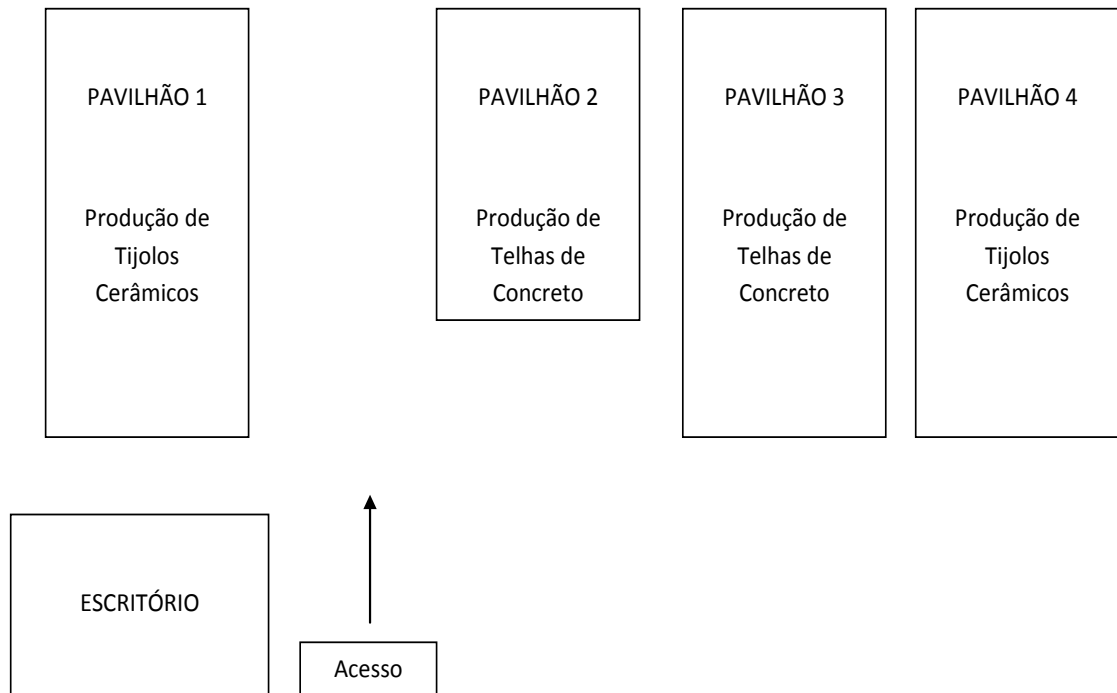 PAVILHÃO 1
Produção de
Tijolos
Cerâmicos
PAVILHÃO 2
Produção de
Telhas de
Concreto
PAVILHÃO 3
Produção de
Telhas de
Concreto
PAVILHÃO 4
Produção de
Tijolos
Cerâmicos
ESCRITÓRIO
Acesso